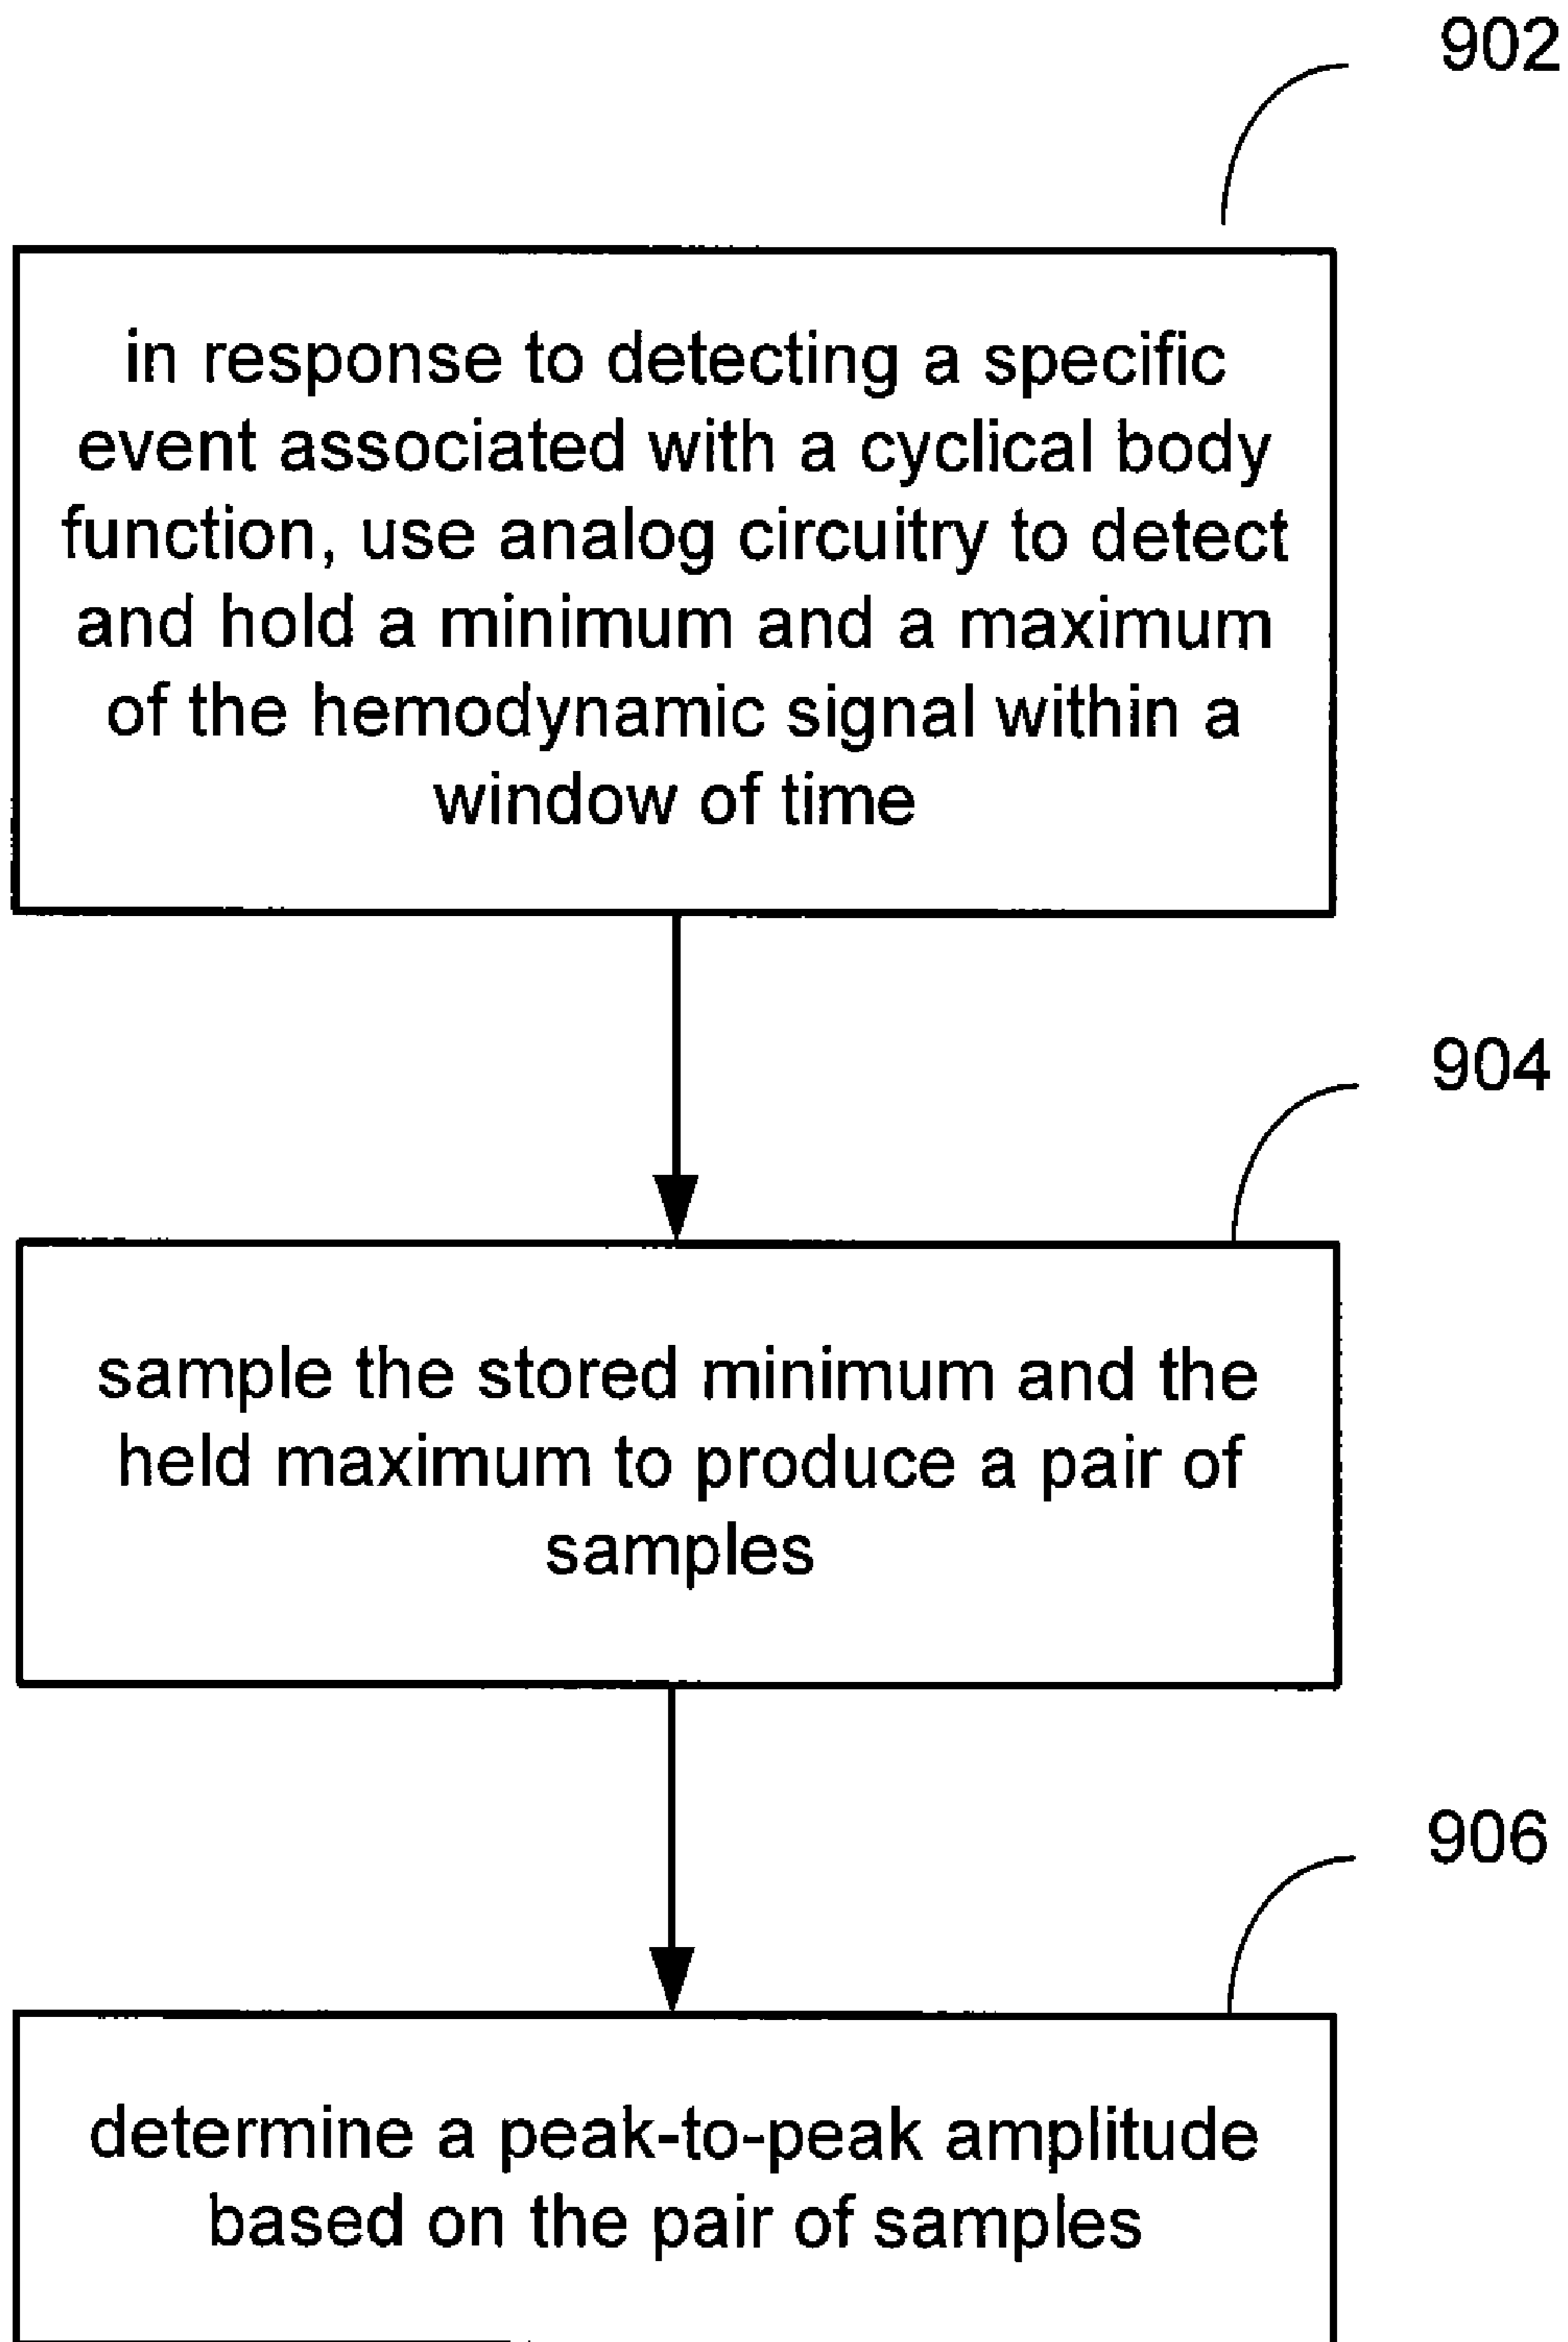 902
in response to detecting a specific
event associated with a cyclical body
function, use analog circuitry to detect
and hold a minimum and a maximum
of the hemodynamic signal within a
window of time
904
sample the stored minimum and the
held maximum to produce a pair of
samples
906
determine a peak-to-peak amplitude
based on the pair of samples